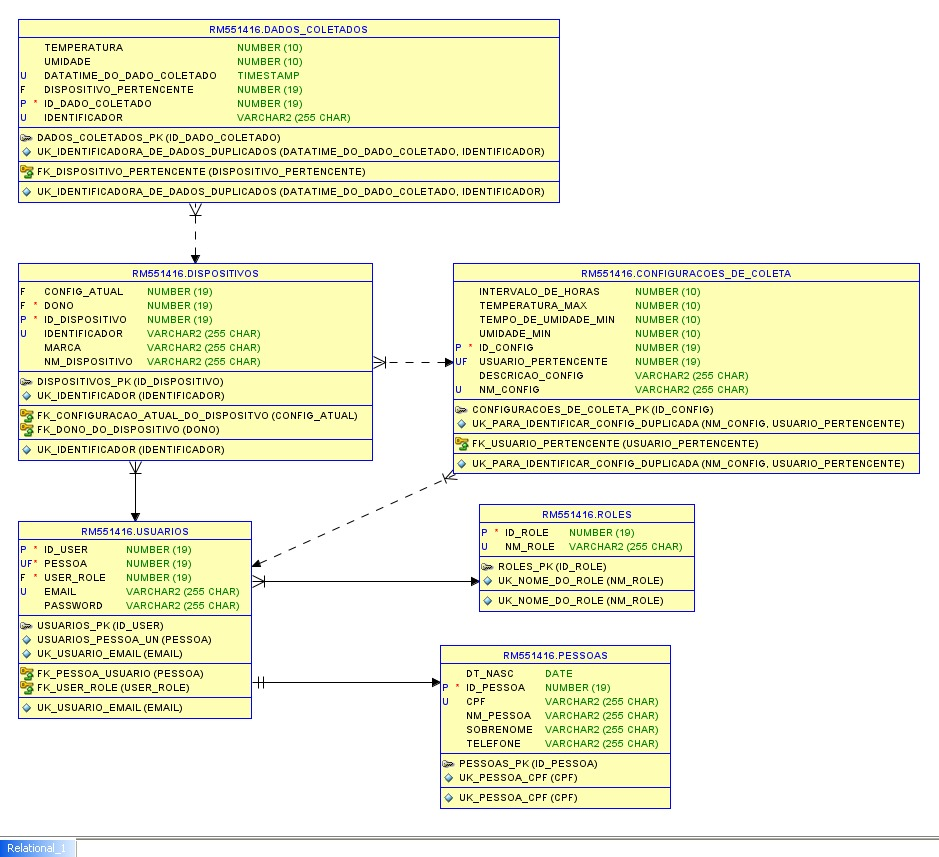 RM551416.DADOS_COLETADOS
TEMPERATURA NUMBER (10)
UMIDADE NUMBER (10)
U DATATIME_DO_DADO_COLETADO TIMESTAMP
F DISPOSITIVO_PERTENCENTE NUMBER (19)
P * ID_DADO_COLETADO NUMBER (19)
U IDENTIFICADOR VARCHAR2 (255 CHAR)
DADOS_COLETADOS_PK (ID_DADO_COLETADO)
UK_IDENTIFICADORA_DE_DADOS_DUPLICADOS (DATATIME_DO_DADO_COLETADO, IDENTIFICADOR)
FK_DISPOSITIVO_PERTENCENTE (DISPOSITIVO_PERTENCENTE)
UK_IDENTIFICADORA_DE_DADOS_DUPLICADOS (DATATIME_DO_DADO_COLETADO, IDENTIFICADOR)
RM551416.DISPOSITIVOS
F CONFIG_ATUAL NUMBER (19)
F * DONO NUMBER (19)
P * ID_DISPOSITIVO NUMBER (19)
U IDENTIFICADOR VARCHAR2 (255 CHAR)
MARCA VARCHAR2 (255 CHAR)
NM_DISPOSITIVO VARCHAR2 (255 CHAR)
DISPOSITIVOS_PK (ID_DISPOSITIVO)
UK_IDENTIFICADOR (IDENTIFICADOR)
FK_CONFIGURACAO_ATUAL_DO_DISPOSITVO (CONFIG_ATUAL)
FK_DONO_DO_DISPOSITIVO (DONO)
UK_IDENTIFICADOR (IDENTIFICADOR)
RM551416.CONFIGURACOES_DE_COLETA
INTERVALO_DE_HORAS NUMBER (10)
TEMPERATURA_MAX NUMBER (10)
TEMPO_DE_UMIDADE_MIN NUMBER (10)
UMIDADE_MIN NUMBER (10)
P * ID_CONFIG NUMBER (19)
UF USUARIO_PERTENCENTE NUMBER (19)
DESCRICAO_CONFIG VARCHAR2 (255 CHAR)
U NM_CONFIG VARCHAR2 (255 CHAR)
CONFIGURACOES_DE_COLETA_PK (ID_CONFIG)
UK_PARA_IDENTIFICAR_CONFIG_DUPLICADA (NM_CONFIG, USUARIO_PERTENCENTE)
FK_USUARIO_PERTENCENTE (USUARIO_PERTENCENTE)
UK_PARA_IDENTIFICAR_CONFIG_DUPLICADA (NM_CONFIG, USUARIO_PERTENCENTE)
RM551416.USUARIOS
P * ID_USER NUMBER (19)
UF* PESSOA NUMBER (19)
F * USER_ROLE NUMBER (19)
U EMAIL VARCHAR2 (255 CHAR)
PASSWORD VARCHAR2 (255 CHAR)
USUARIOS_PK (ID_USER)
USUARIOS_PESSOA_UN (PESSOA)
UK_USUARIO_EMAIL (EMAIL)
FK_PESSOA_USUARIO (PESSOA)
FK_USER_ROLE (USER_ROLE)
UK_USUARIO_EMAIL (EMAIL)
RM551416.ROLES
P * ID_ROLE NUMBER (19)
U NM_ROLE VARCHAR2 (255 CHAR)
ROLES_PK (ID_ROLE)
UK_NOME_DO_ROLE (NM_ROLE)
UK_NOME_DO_ROLE (NM_ROLE)
RM551416.PESSOAS
DT_NASC DATE
P * ID_PESSOA NUMBER (19)
U CPF VARCHAR2 (255 CHAR)
NM_PESSOA VARCHAR2 (255 CHAR)
SOBRENOME VARCHAR2 (255 CHAR)
TELEFONE VARCHAR2 (255 CHAR)
PESSOAS_PK (ID_PESSOA)
UK_PESSOA_CPF (CPF)
UK_PESSOA_CPF (CPF)
Relational_1